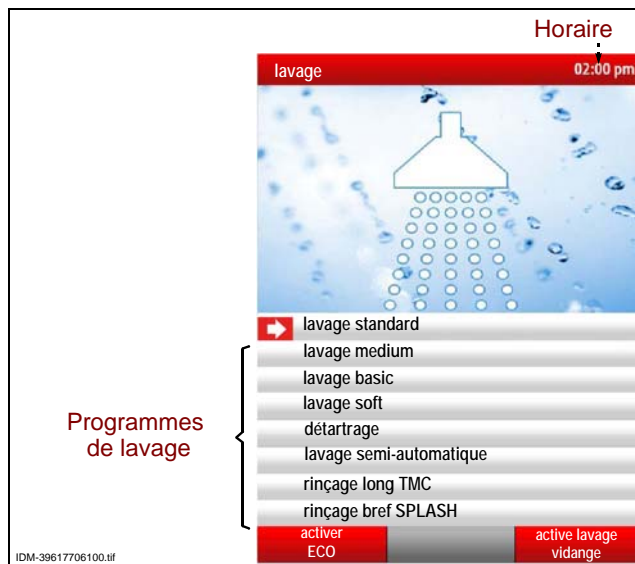 Horaire
lavage 02:00 pm
lavage standard
lavage medium
lavage basic
lavage soft
détartrage
lavage semi-automatique
rinçage long TMC
rinçage bref SPLASH
Programmes
de lavage
activer
ECO
active lavage
vidange
IDM-39617706100.tif